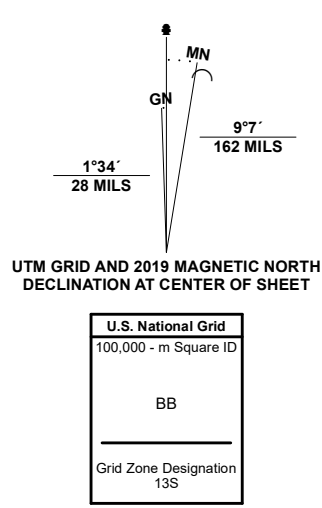 MN
GN
9°7´
162 MILS
1°34´
28 MILS
UTM GRID AND 2019 MAGNETIC NORTH
DECLINATION AT CENTER OF SHEET
U.S. National Grid
100,000 - m Square ID
BB
Grid Zone Designation
13S